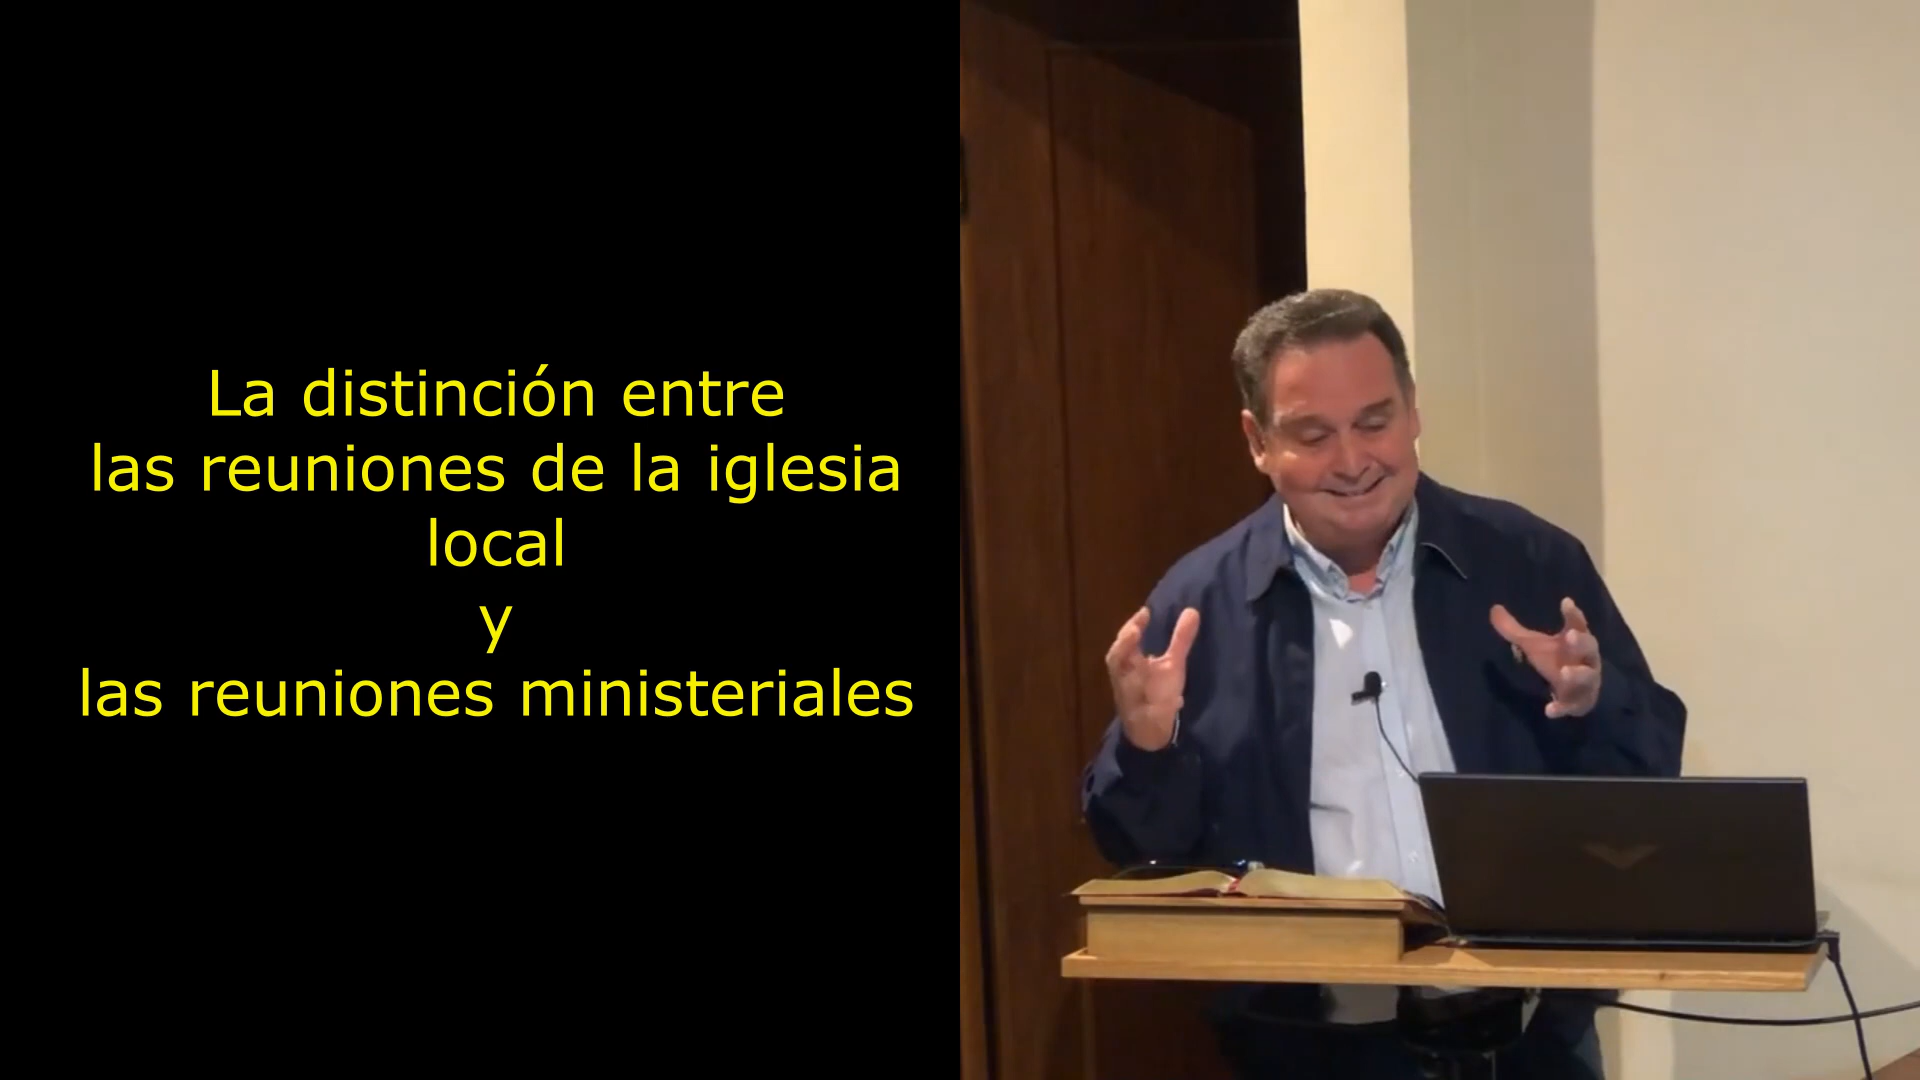 La distinción entre
las reuniones de la iglesia
local
y
las reuniones ministeriales